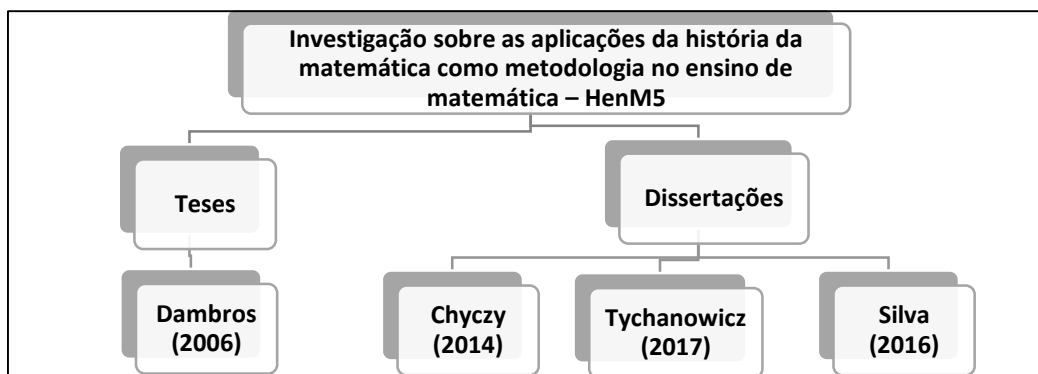 Investigação sobre as aplicações da história da
matemática como metodologia no ensino de
matemática – HenM5
Teses
Dissertações
Dambros
(2006)
Chyczy
(2014)
Tychanowicz
(2017)
Silva
(2016)